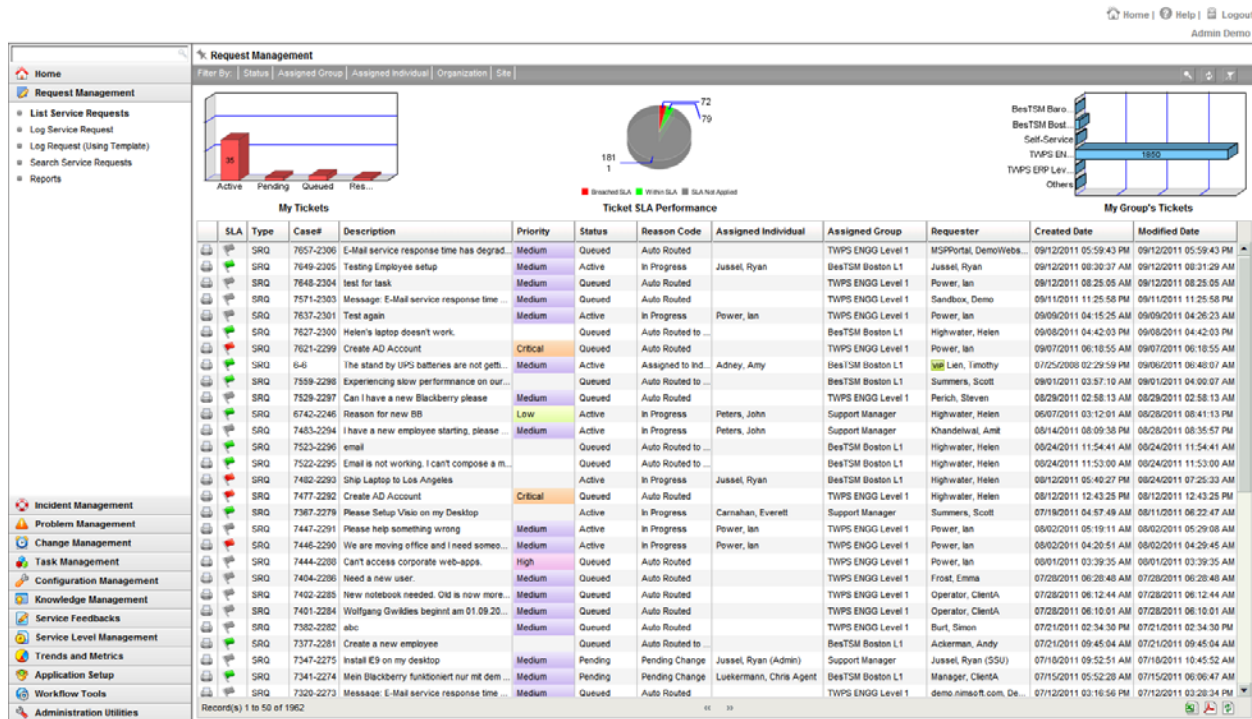 Home | Help | Logout
Admin Demo
Home
Request Management
List Service Requests
Log Service Request
Log Request (Using Template)
Search Service Requests
Reports
Incident Management
Problem Management
Change Management
Task Management
Configuration Management
Knowledge Management
Service Feedbacks
Service Level Management
Trends and Metrics
Application Setup
Workflow Tools
Administration Utilities
Request Management
Filter By: | Status | Assigned Group | Assigned Individual | Organization | Site |
35
Active Pending Queued Res...
My Tickets
72
79
181
1
Breached SLA Within SLA SLA Not Applied
Ticket SLA Performance
BesTSM Baro...
BesTSM Bost...
Self-Service
TWPS EN...
TWPS ERP Lev...
Others
1850
My Group's Tickets
SLA Type Case# Description Priority Status Reason Code Assigned Individual Assigned Group Requester Created Date Modified Date
SRQ 7657-2306 E-Mail service response time has degrad... Medium Queued Auto Routed TWPS ENGG Level 1 MSPPortal, DemoWebs... 09/12/2011 05:59:43 PM 09/12/2011 05:59:43 PM
SRQ 7649-2305 Testing Employee setup Medium Active In Progress Jussel, Ryan BesTSM Boston L1 Jussel, Ryan 09/12/2011 08:30:37 AM 09/12/2011 08:31:29 AM
SRQ 7648-2304 test for task Medium Queued Auto Routed TWPS ENGG Level 1 Power, Ian 09/12/2011 08:25:05 AM 09/12/2011 08:25:05 AM
SRQ 7571-2303 Message: E-Mail service response time ... Medium Queued Auto Routed TWPS ENGG Level 1 Sandbox, Demo 09/11/2011 11:25:58 PM 09/11/2011 11:25:58 PM
SRQ 7637-2301 Test again Medium Active In Progress Power, Ian TWPS ENGG Level 1 Power, Ian 09/09/2011 04:15:25 AM 09/09/2011 04:26:23 AM
SRQ 7627-2300 Helen's laptop doesn't work. Queued Auto Routed to ... BesTSM Boston L1 Highwater, Helen 09/08/2011 04:42:03 PM 09/08/2011 04:42:03 PM
SRQ 7621-2299 Create AD Account Critical Queued Auto Routed TWPS ENGG Level 1 Power, Ian 09/07/2011 06:18:55 AM 09/07/2011 06:18:55 AM
SRQ 6-6 The stand by UPS batteries are not getti... Medium Active Assigned to Ind... Adney, Amy BesTSM Boston L1 VIP Lien, Timothy 07/25/2008 02:29:59 PM 09/06/2011 06:48:07 AM
SRQ 7559-2298 Experiencing slow performnance on our... Queued Auto Routed to ... BesTSM Boston L1 Summers, Scott 09/01/2011 03:57:10 AM 09/01/2011 04:00:07 AM
SRQ 7529-2297 Can I have a new Blackberry please Medium Queued Auto Routed TWPS ENGG Level 1 Perich, Steven 08/29/2011 02:58:13 AM 08/29/2011 02:58:13 AM
SRQ 6742-2246 Reason for new BB Low Active In Progress Peters, John Support Manager Highwater, Helen 06/07/2011 03:12:01 AM 08/28/2011 08:41:13 PM
SRQ 7483-2294 I have a new employee starting, please ... Medium Active In Progress Peters, John Support Manager Khandelwal, Amit 08/14/2011 08:09:38 PM 08/28/2011 08:35:57 PM
SRQ 7523-2296 email Queued Auto Routed to ... BesTSM Boston L1 Highwater, Helen 08/24/2011 11:54:41 AM 08/24/2011 11:54:41 AM
SRQ 7522-2295 Email is not working. I can't compose a m... Queued Auto Routed to ... BesTSM Boston L1 Highwater, Helen 08/24/2011 11:53:00 AM 08/24/2011 11:53:00 AM
SRQ 7482-2293 Ship Laptop to Los Angeles Active In Progress Jussel, Ryan BesTSM Boston L1 Highwater, Helen 08/12/2011 05:40:27 PM 08/24/2011 07:25:33 AM
SRQ 7477-2292 Create AD Account Critical Queued Auto Routed TWPS ENGG Level 1 Highwater, Helen 08/12/2011 12:43:25 PM 08/12/2011 12:43:25 PM
SRQ 7367-2279 Please Setup Visio on my Desktop Active In Progress Carnahan, Everett Support Manager Summers, Scott 07/19/2011 04:57:49 AM 08/11/2011 06:22:47 AM
SRQ 7447-2291 Please help something wrong Medium Active In Progress Power, Ian TWPS ENGG Level 1 Power, Ian 08/02/2011 05:19:11 AM 08/02/2011 05:29:08 AM
SRQ 7446-2290 We are moving office and i need someo... Medium Active In Progress Power, Ian TWPS ENGG Level 1 Power, Ian 08/02/2011 04:20:51 AM 08/02/2011 04:29:45 AM
SRQ 7444-2288 Can't access corporate web-apps. High Queued Auto Routed TWPS ENGG Level 1 Power, Ian 08/01/2011 03:39:35 AM 08/01/2011 03:39:35 AM
SRQ 7404-2286 Need a new user. Medium Queued Auto Routed TWPS ENGG Level 1 Frost, Emma 07/28/2011 06:28:48 AM 07/28/2011 06:28:48 AM
SRQ 7402-2285 New notebook needed. Old is now more... Medium Queued Auto Routed TWPS ENGG Level 1 Operator, ClientA 07/28/2011 06:12:44 AM 07/28/2011 06:12:44 AM
SRQ 7401-2284 Wolfgang Gwildies beginnt am 01.09.20... Medium Queued Auto Routed TWPS ENGG Level 1 Operator, ClientA 07/28/2011 06:10:01 AM 07/28/2011 06:10:01 AM
SRQ 7382-2282 abc Medium Queued Auto Routed TWPS ENGG Level 1 Burt, Simon 07/21/2011 02:34:30 PM 07/21/2011 02:34:30 PM
SRQ 7377-2281 Create a new employee Queued Auto Routed to ... BesTSM Boston L1 Ackerman, Andy 07/21/2011 09:45:04 AM 07/21/2011 09:45:04 AM
SRQ 7347-2275 Install IE9 on my desktop Medium Pending Pending Change Jussel, Ryan (Admin) Support Manager Jussel, Ryan (SSU) 07/18/2011 09:52:51 AM 07/18/2011 10:45:52 AM
SRQ 7341-2274 Mein Blackberry funktioniert nur mit dem ... Medium Pending Pending Change Luekermann, Chris Agent BesTSM Boston L1 Manager, ClientA 07/15/2011 05:52:28 AM 07/15/2011 06:06:47 AM
SRQ 7320-2273 Message: E-Mail service response time ... Medium Queued Auto Routed TWPS ENGG Level 1 demo.nimsoft.com, De... 07/12/2011 03:16:56 PM 07/12/2011 03:28:34 PM
Record(s) 1 to 50 of 1962